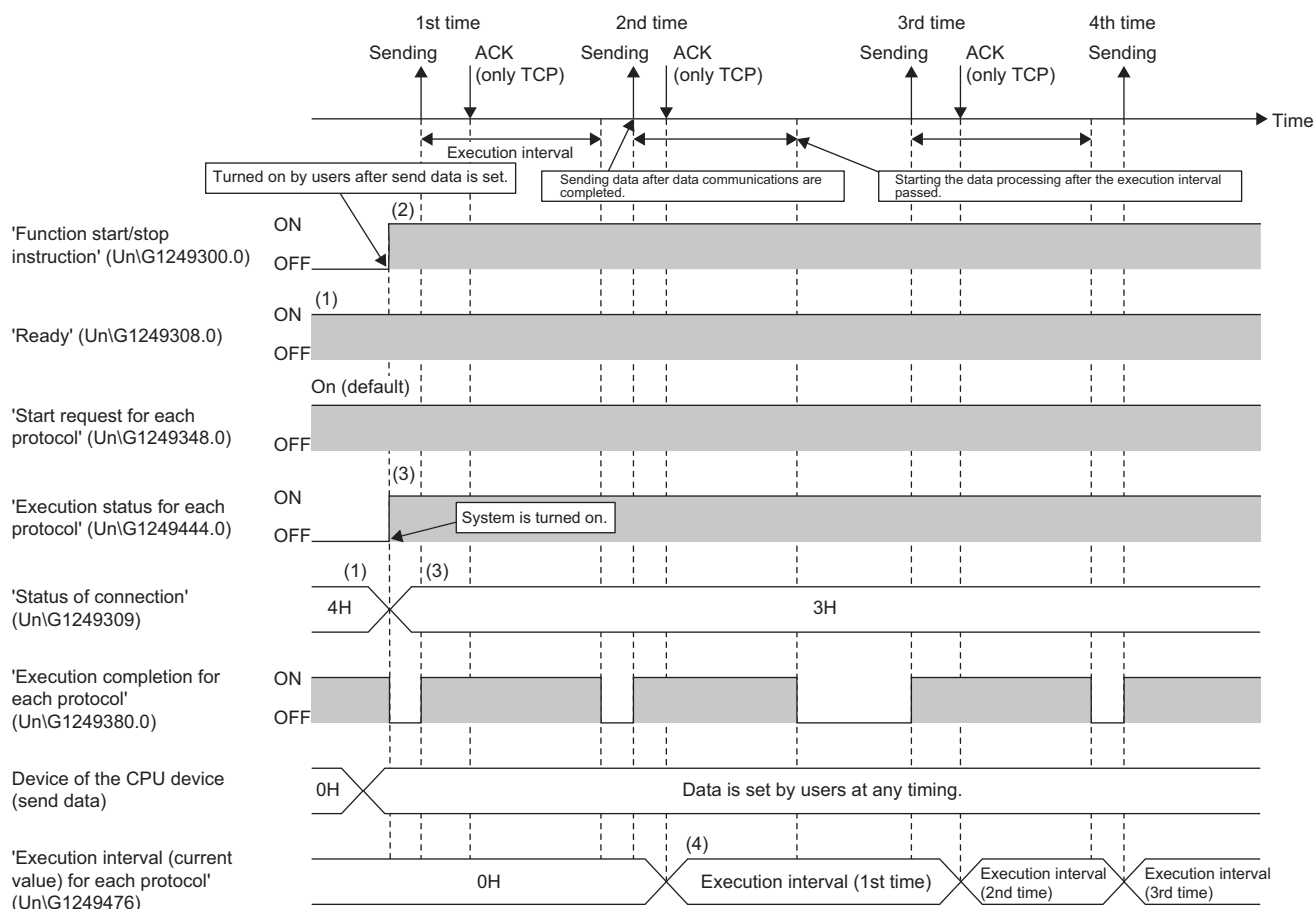 1st time 2nd time 3rd time 4th time
Sending ACK Sending ACK Sending ACK Sending
(only TCP) (only TCP) (only TCP)
Time
Execution interval
Turned on by users after send data is set.
Sending data after data communications are
completed.
Starting the data processing after the execution interval
passed.
'Function start/stop
instruction' (Un\G1249300.0)
ON
OFF
(2)
'Ready' (Un\G1249308.0)
(1)
ON
OFF
On (default)
'Start request for each
protocol' (Un\G1249348.0)
OFF
'Execution status for each
protocol' (Un\G1249444.0)
ON
OFF
(3)
System is turned on.
'Status of connection'
(Un\G1249309)
(1)
(3)
4H
3H
'Execution completion for
each protocol'
(Un\G1249380.0)
ON
OFF
Device of the CPU device
(send data)
0H
Data is set by users at any timing.
'Execution interval (current
value) for each protocol'
(Un\G1249476)
0H
(4)
Execution interval (1st time)
Execution interval
(2nd time)
Execution interval
(3rd time)